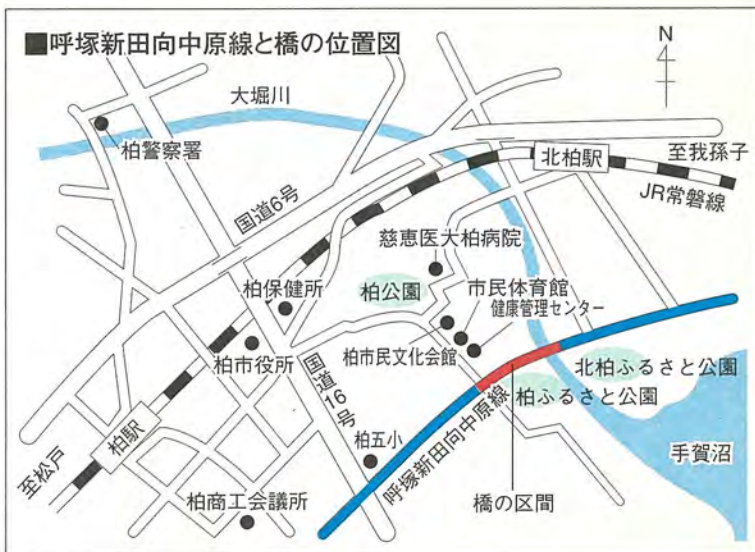 ■呼塚新田向中原線と橋の位置図
N
大堀川
柏警察署
国道6号
北柏駅
至我孫子
JR常磐線
慈恵医大柏病院
柏保健所
柏公園
市民体育館
健康管理センター
柏市役所
国道16号
柏市民文化会館
北柏ふるさと公園
柏ふるさと公園
柏駅
至松戸
柏五小
呼塚新田向中原線
手賀沼
橋の区間
柏商工会議所